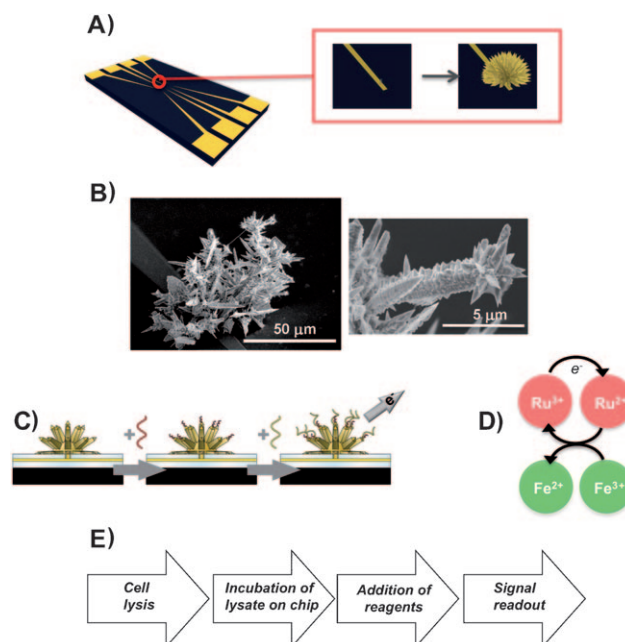 A)
B)
50 µm
5 µm
C)
+
+
e-
D)
e-
Ru3+
Ru2+
Fe2+
Fe3+
E)
Cell
lysis
Incubation of
lysate on chip
Addition of
reagents
Signal
readout